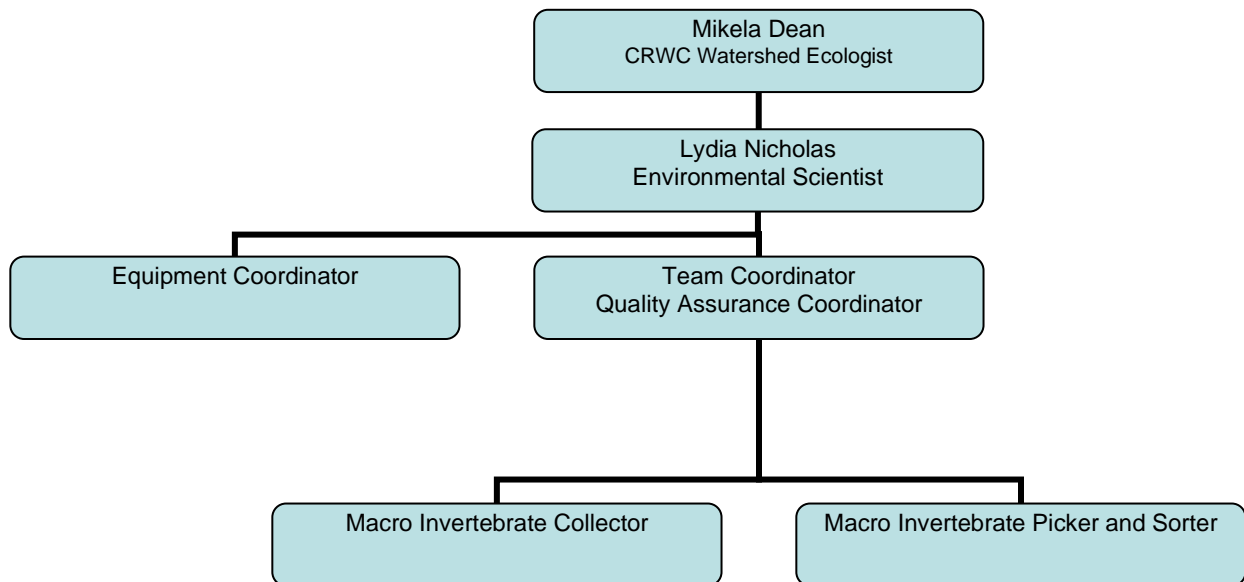 Mikela Dean
CRWC Watershed Ecologist
Lydia Nicholas
Environmental Scientist
Equipment Coordinator
Team Coordinator
Quality Assurance Coordinator
Macro Invertebrate Collector
Macro Invertebrate Picker and Sorter